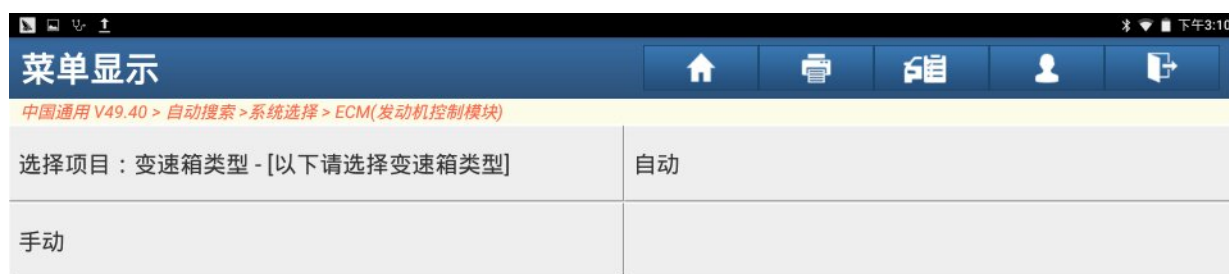 下午3:10
菜单显示
中国通用 V49.40 > 自动搜索 >系统选择 > ECM(发动机控制模块)
选择项目：变速箱类型 - [以下请选择变速箱类型]
自动
手动